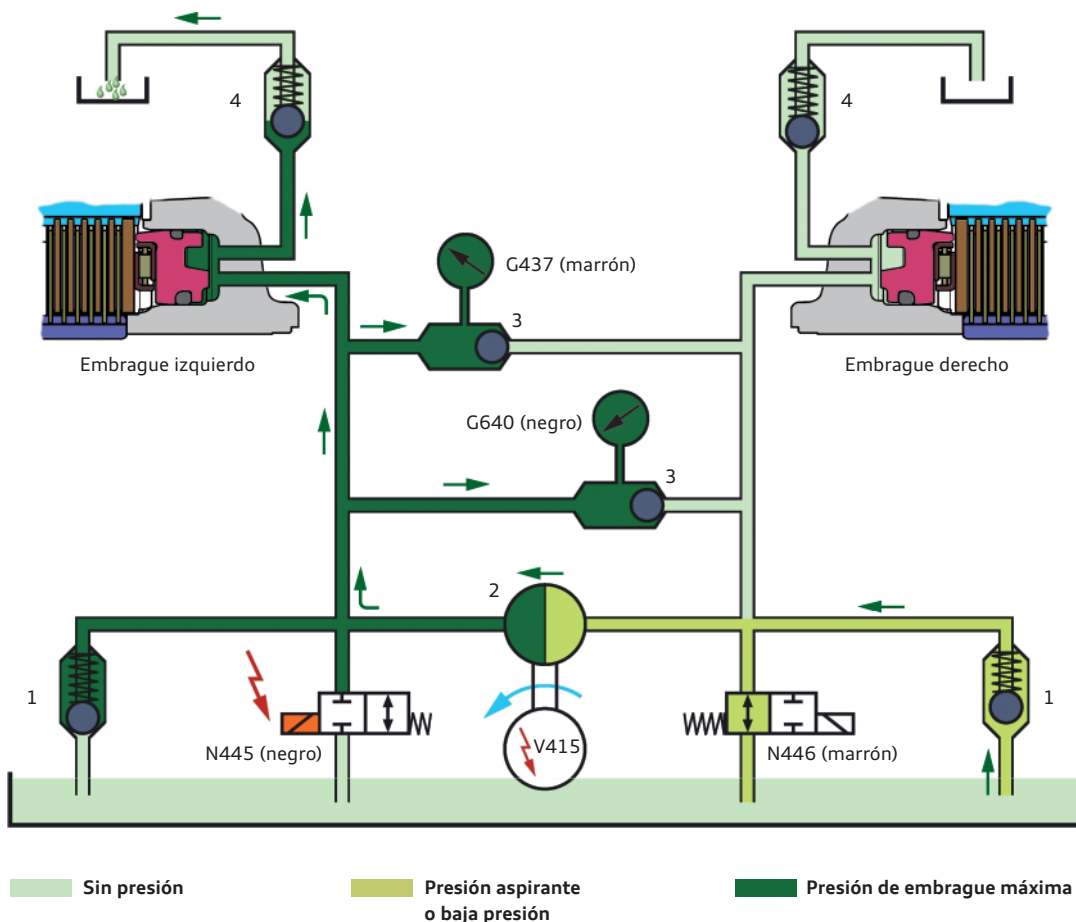 4
4
G437 (marrón)
3
Embrague izquierdo
Embrague derecho
G640 (negro)
3
2
1
1
V415
N445 (negro)
N446 (marrón)
Sin presión
Presión aspirante
o baja presión
Presión de embrague máxima